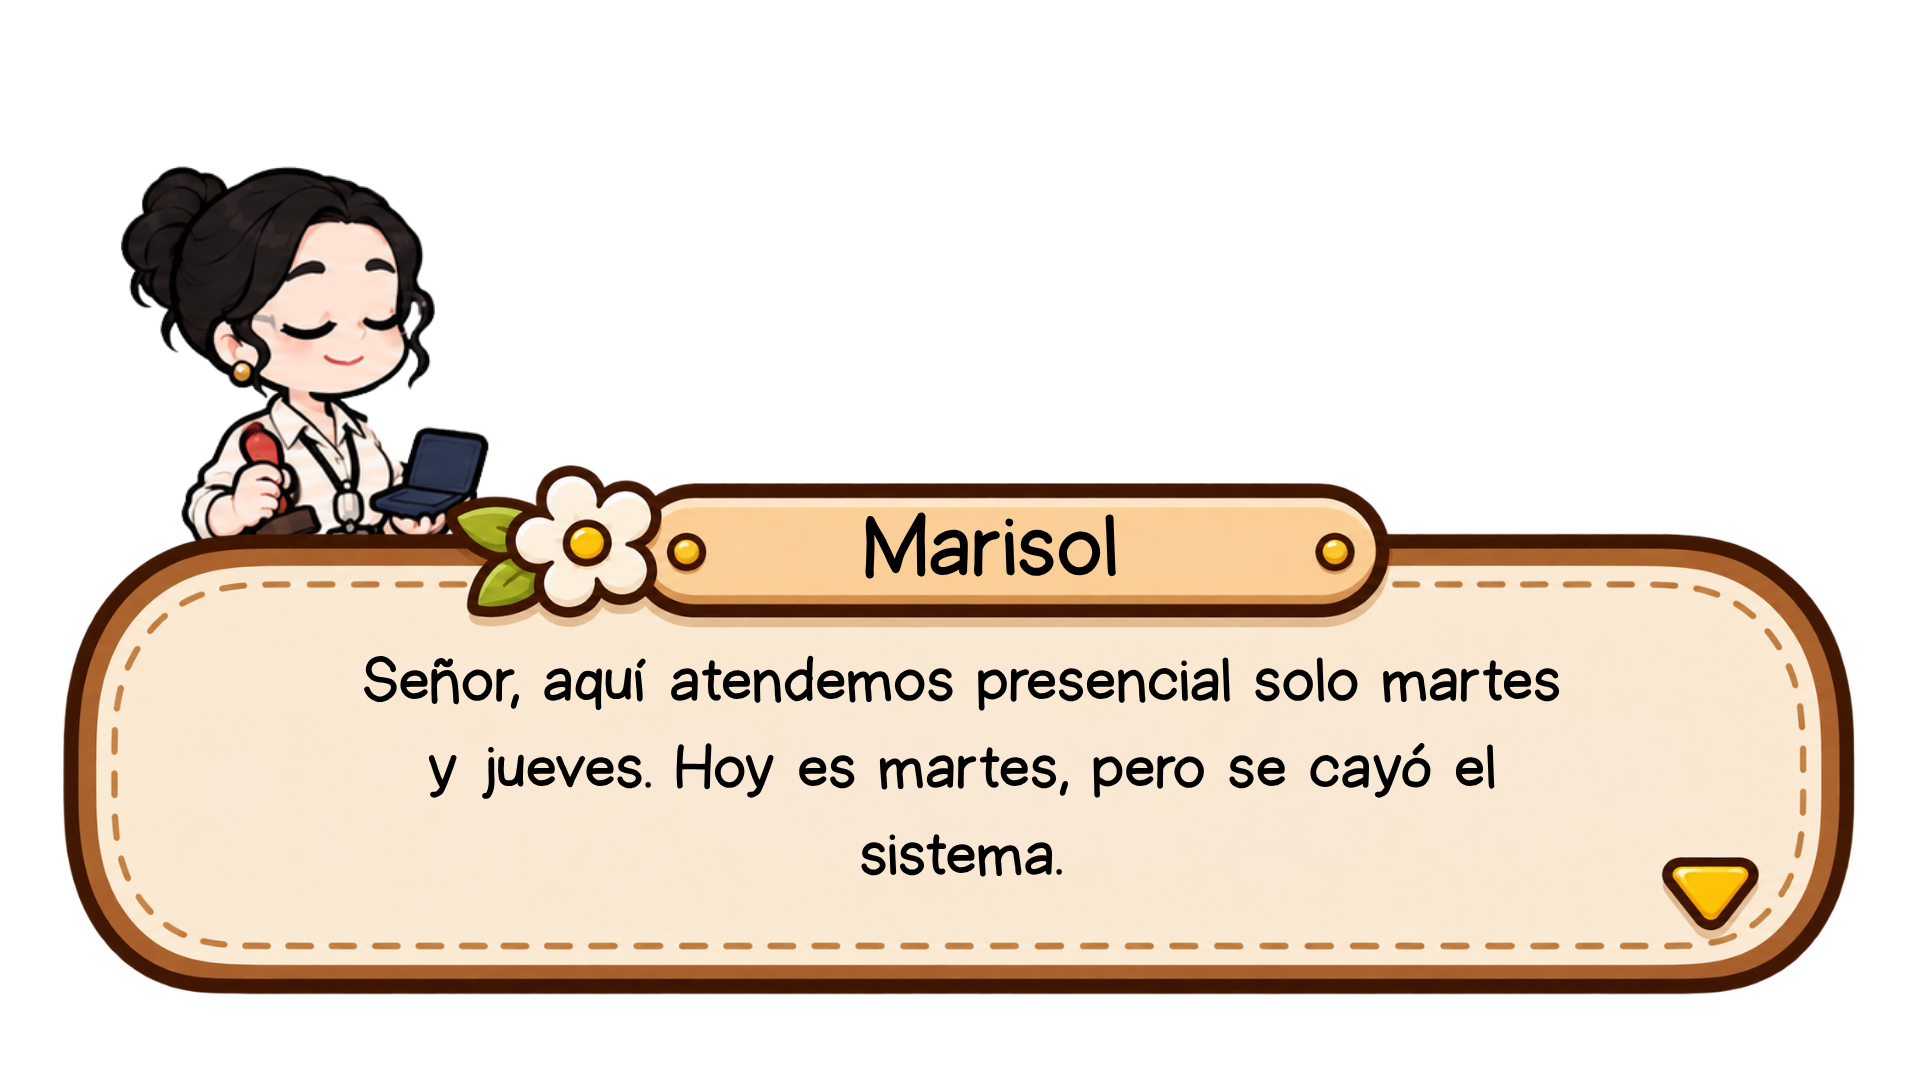 Marisol
Señor, aquí atendemos presencial solo martes
y jueves. Hoy es martes, pero se cayó el
sistema.